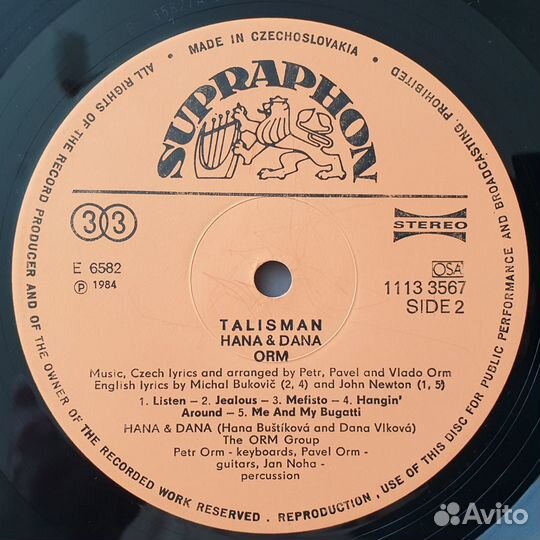 · MADE IN CZECHOSLOVAKIA ·
ALL RIGHTS OF THE RECORD PRODUCER AND OF THE OWNER OF THE RECORDED WORK RESERVED . REPRODUCTION, USE OF THIS DISC FOR PUBLIC PERFORMANCE AND BROADCASTING PROHIBITED
SUPRAPHON
33
STEREO
E 6582
OSA
Ⓟ 1984
1113 3567
SIDE 2
TALISMAN
HANA & DANA
ORM
Music, Czech lyrics and arranged by Petr, Pavel and Vlado Orm
English lyrics by Michal Bukovič (2, 4) and John Newton (1, 5)
1. Listen – 2. Jealous – 3. Mefisto – 4. Hangin'
Around – 5. Me And My Bugatti
HANA & DANA (Hana Buštíková and Dana Vlková)
The ORM Group
Petr Orm - keyboards, Pavel Orm -
guitars, Jan Noha -
percussion
Avito